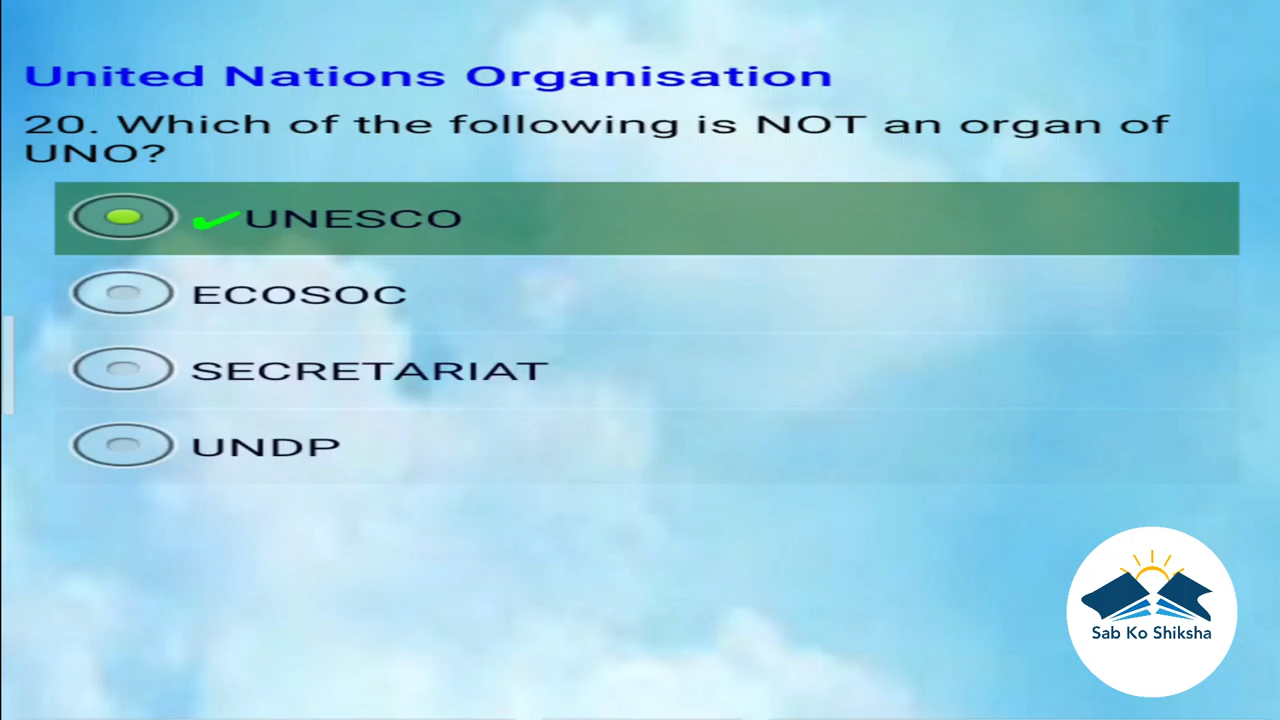 United Nations Organisation
20. Which of the following is NOT an organ of
UNO?
✔UNESCO
ECOSOC
SECRETARIAT
UNDP
Sab Ko Shiksha